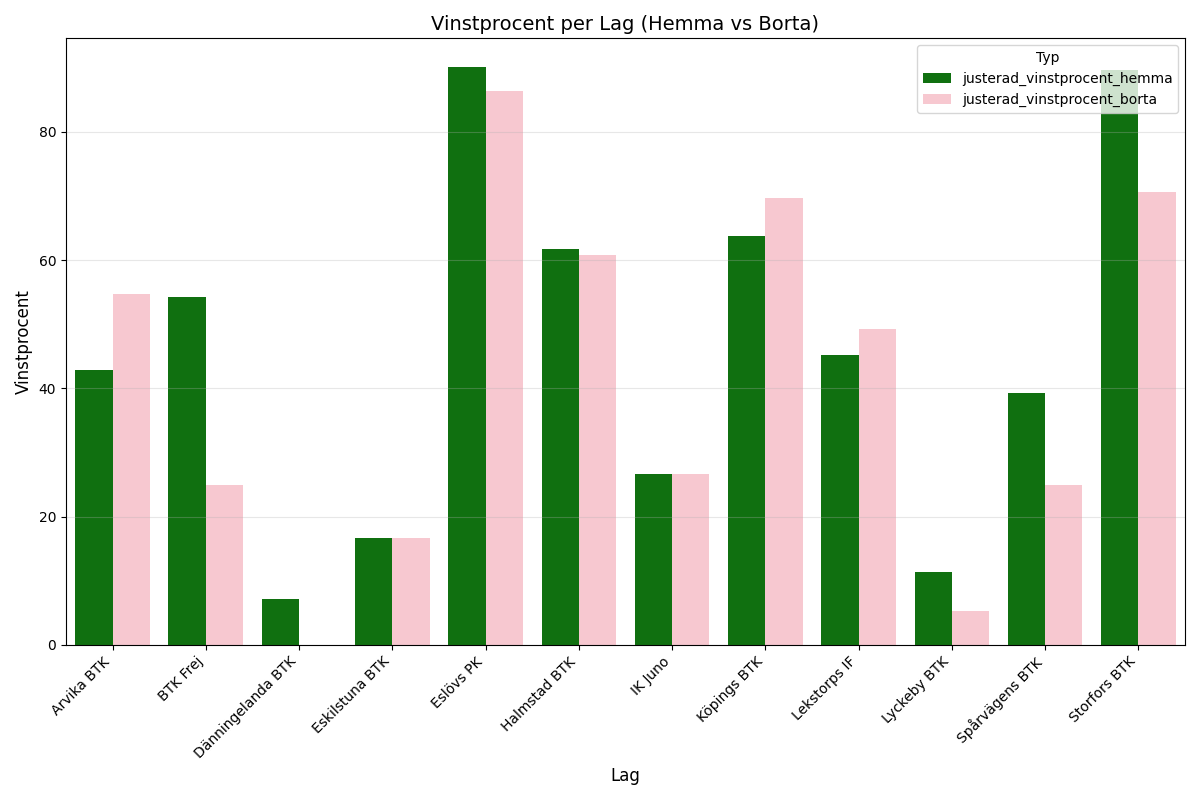 Vinstprocent per Lag (Hemma vs Borta)
Typ
justerad_vinstprocent_hemma
justerad_vinstprocent_borta
Vinstprocent
80
60
40
20
0
Arvika BTK
BTK Frej
Dänningelanda BTK
Eskilstuna BTK
Eslövs PK
Halmstad BTK
IK Juno
Köpings BTK
Lekstorps IF
Lyckeby BTK
Spårvägens BTK
Storfors BTK
Lag